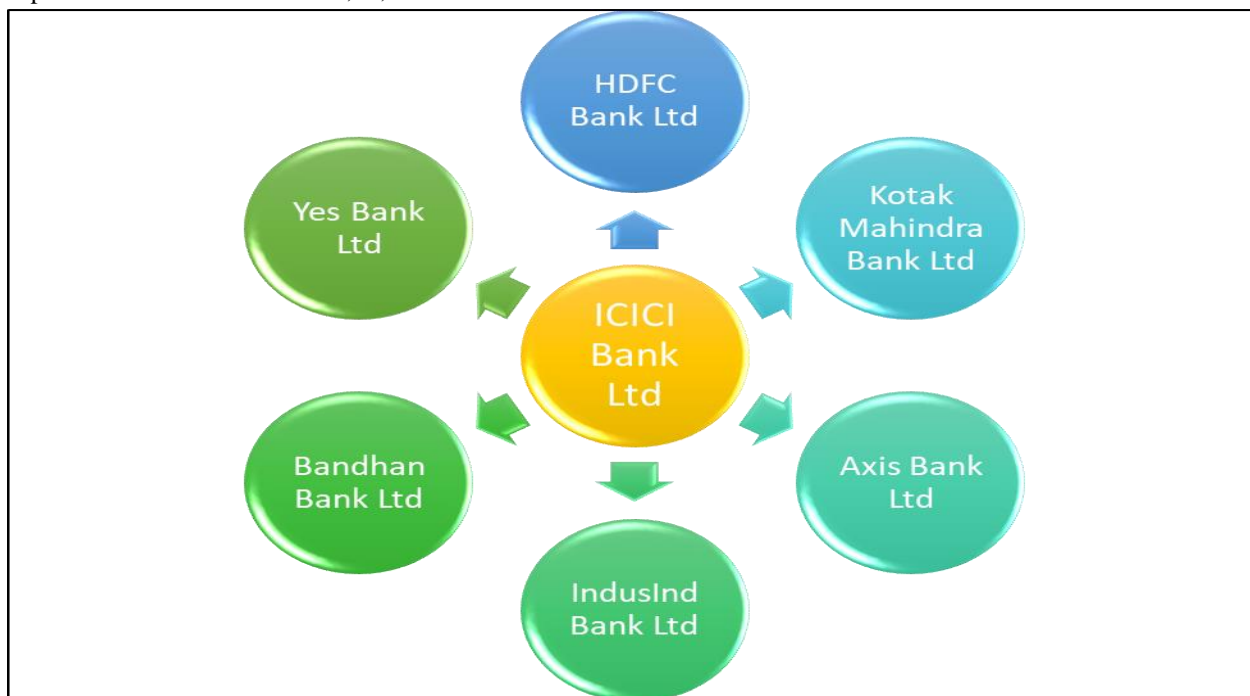 HDFC
Bank Ltd
Kotak
Mahindra
Bank Ltd
Axis Bank
Ltd
IndusInd
Bank Ltd
Bandhan
Bank Ltd
Yes Bank
Ltd
ICICI
Bank
Ltd